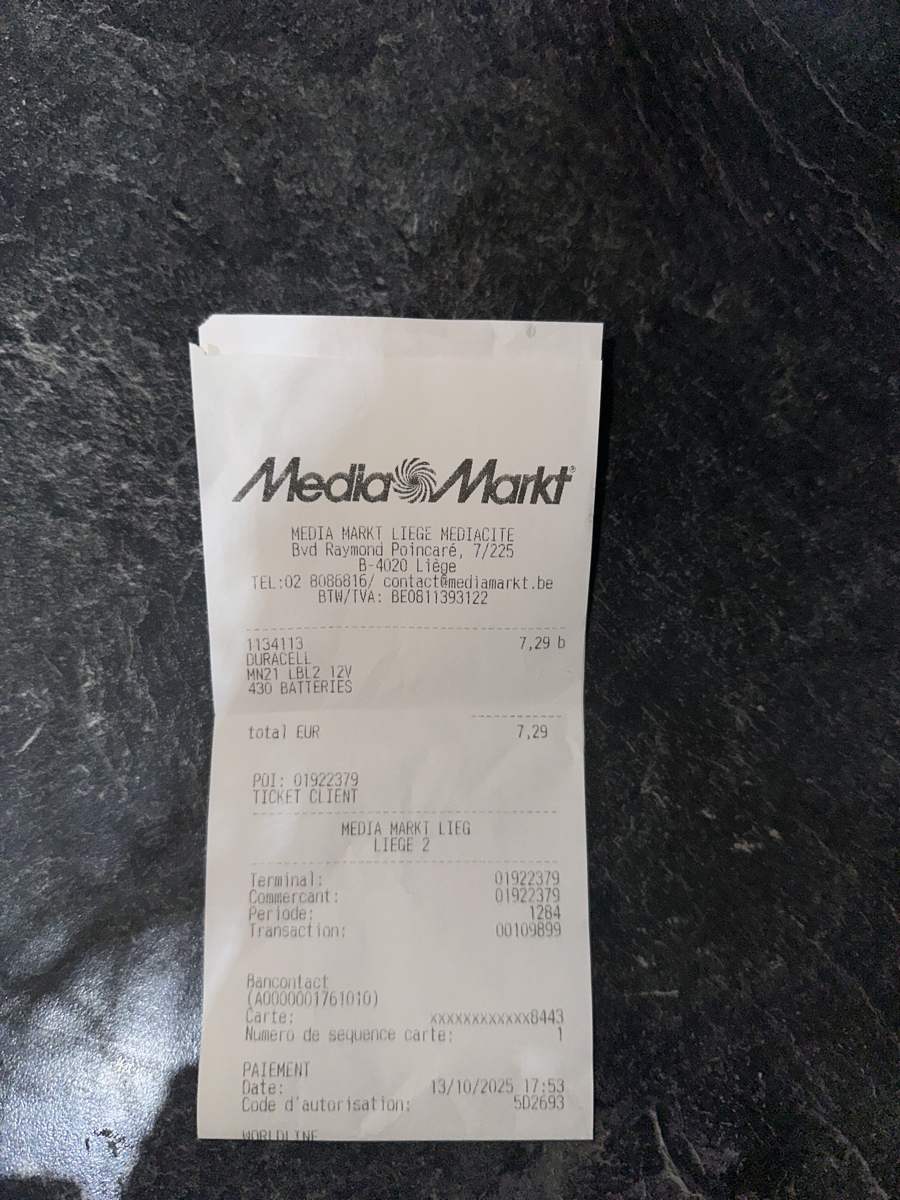 Media Markt®
MEDIA MARKT LIEGE MEDIACITE
Bvd Raymond Poincaré, 7/225
B-4020 Liège
TEL:02 8086816/ contact@mediamarkt.be
BTW/TVA: BE0811393122
1134113 7,29 b
DURACELL
MN21 LBL2 12V
430 BATTERIES
total EUR 7,29
POI: 01922379
TICKET CLIENT
MEDIA MARKT LIEG
LIEGE 2
Terminal: 01922379
Commercant: 01922379
Periode: 1284
Transaction: 00109899
Bancontact
(A0000001761010)
Carte: xxxxxxxxxxxx8443
Numero de sequence carte: 1
PAIEMENT
Date: 13/10/2025 17:53
Code d'autorisation: 5D2693
WORLDLINE